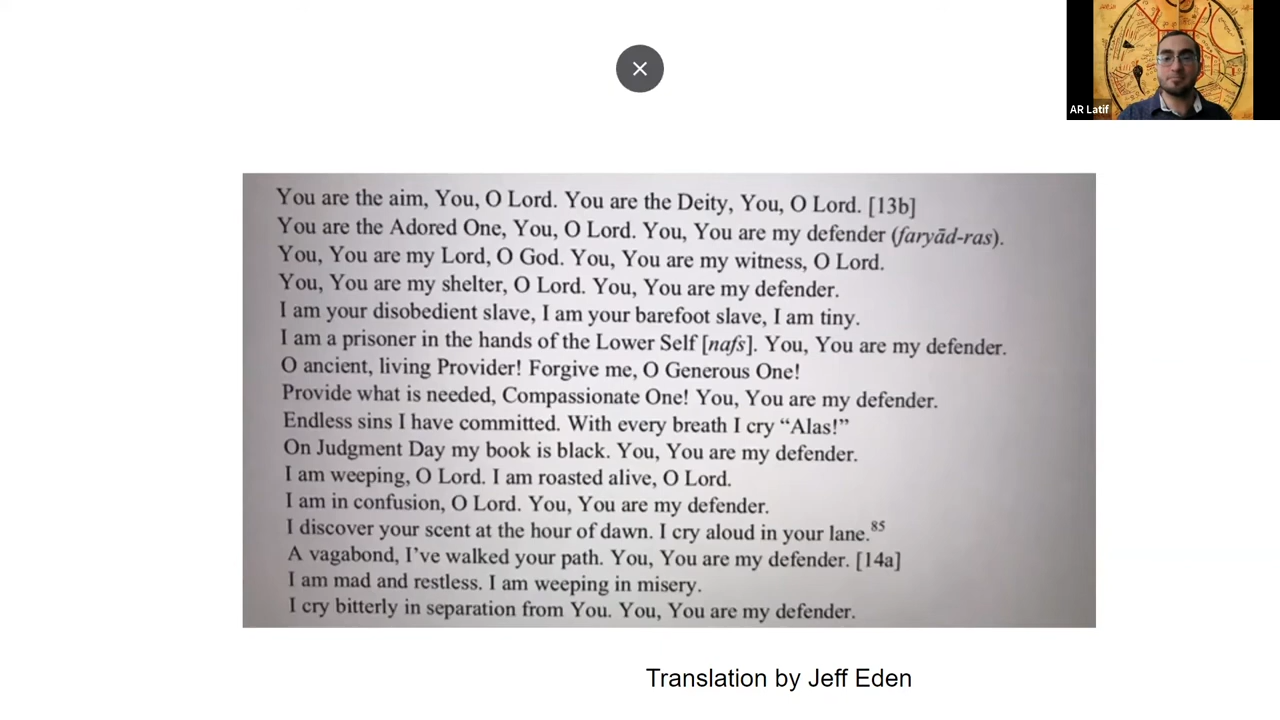 AR Latif
You are the aim, You, O Lord. You are the Deity, You, O Lord. [13b]
You are the Adored One, You, O Lord. You, You are my defender (faryād-ras).
You, You are my Lord, O God. You, You are my witness, O Lord.
You, You are my shelter, O Lord. You, You are my defender.
I am your disobedient slave, I am your barefoot slave, I am tiny.
I am a prisoner in the hands of the Lower Self [nafs]. You, You are my defender.
O ancient, living Provider! Forgive me, O Generous One!
Provide what is needed, Compassionate One! You, You are my defender.
Endless sins I have committed. With every breath I cry “Alas!”
On Judgment Day my book is black. You, You are my defender.
I am weeping, O Lord. I am roasted alive, O Lord.
I am in confusion, O Lord. You, You are my defender.
I discover your scent at the hour of dawn. I cry aloud in your lane.85
A vagabond, I’ve walked your path. You, You are my defender. [14a]
I am mad and restless. I am weeping in misery.
I cry bitterly in separation from You. You, You are my defender.
Translation by Jeff Eden